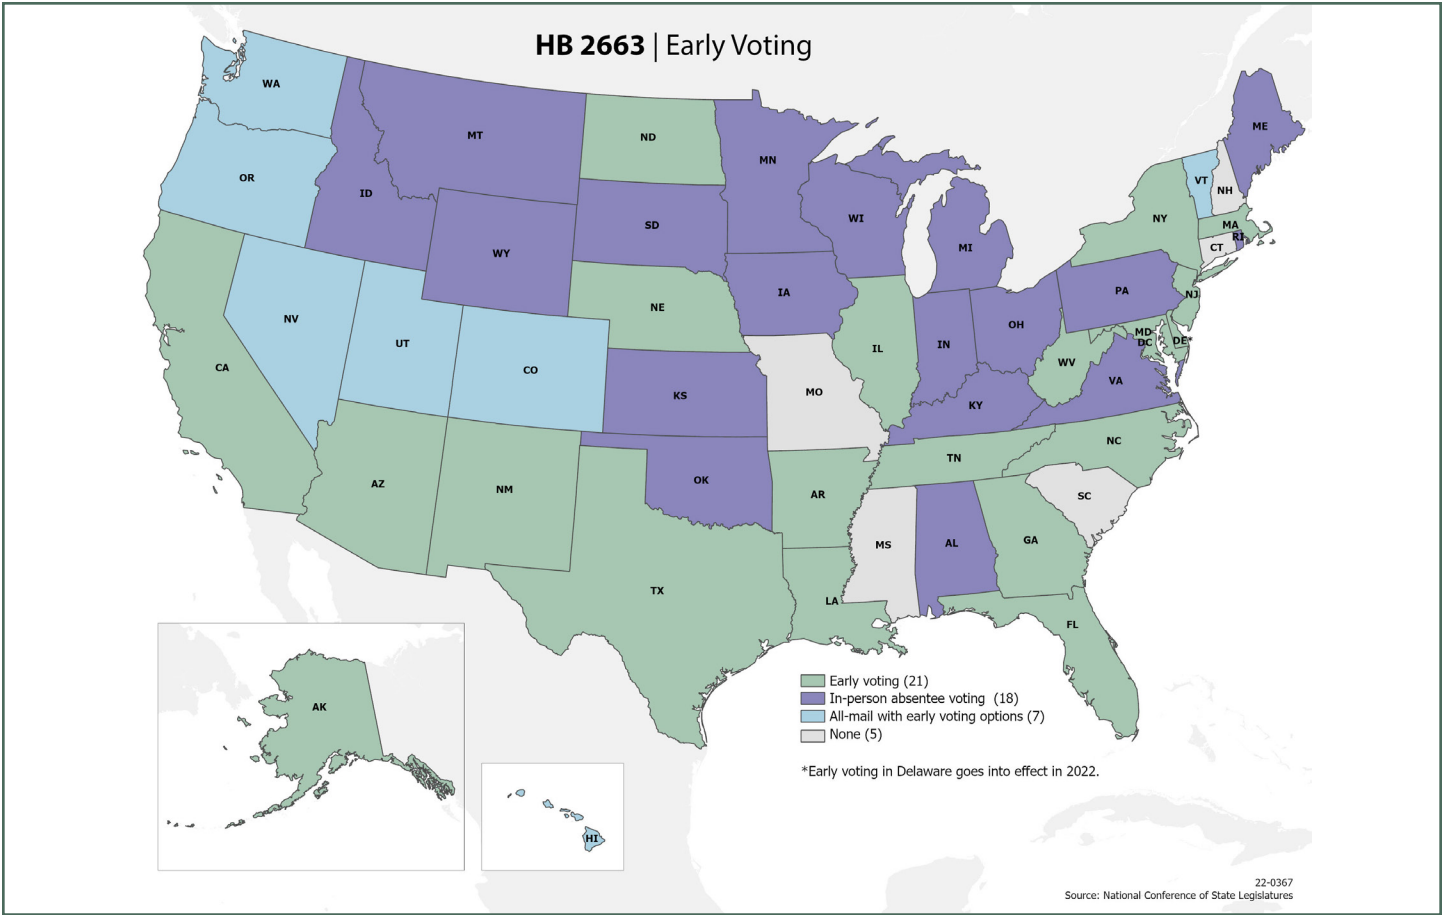 HB 2663 | Early Voting
WA
OR
CA
NV
ID
MT
WY
UT
CO
AZ
NM
ND
SD
NE
KS
OK
TX
MN
IA
MO
AR
LA
WI
IL
MI
IN
OH
KY
TN
MS
AL
GA
FL
SC
NC
VA
WV
MD
DC
DE*
PA
NJ
NY
CT
RI
MA
VT
NH
ME
AK
HI
Early voting (21)
In-person absentee voting (18)
All-mail with early voting options (7)
None (5)
*Early voting in Delaware goes into effect in 2022.
22-0367
Source: National Conference of State Legislatures